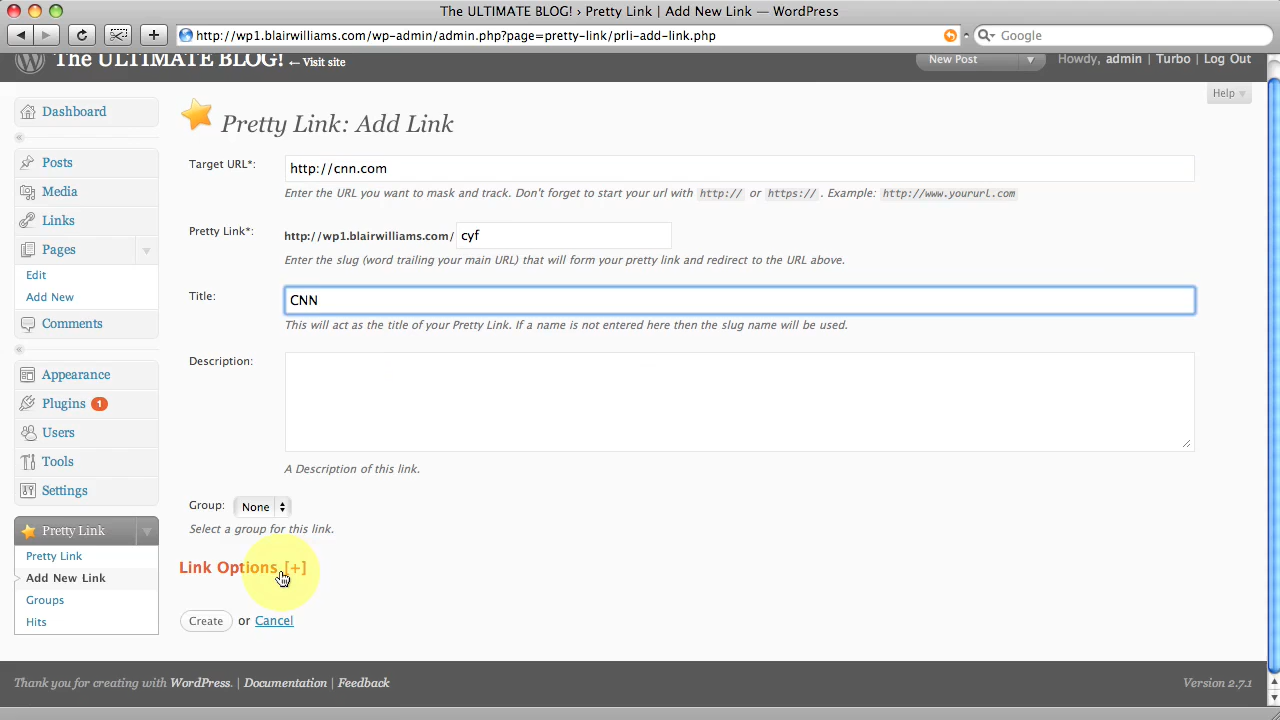 The ULTIMATE BLOG! › Pretty Link | Add New Link — WordPress
http://wp1.blairwilliams.com/wp-admin/admin.php?page=pretty-link/prli-add-link.php
Google
The ULTIMATE BLOG! ← Visit site
New Post
Howdy, admin | Turbo | Log Out
Help
Dashboard
Posts
Media
Links
Pages
Edit
Add New
Comments
Appearance
Plugins 1
Users
Tools
Settings
Pretty Link
Pretty Link
Add New Link
Groups
Hits
Pretty Link: Add Link
Target URL*: http://cnn.com
Enter the URL you want to mask and track. Don't forget to start your url with http:// or https:// . Example: http://www.yoururl.com
Pretty Link*: http://wp1.blairwilliams.com/ cyf
Enter the slug (word trailing your main URL) that will form your pretty link and redirect to the URL above.
Title: CNN
This will act as the title of your Pretty Link. If a name is not entered here then the slug name will be used.
Description:
A Description of this link.
Group: None
Select a group for this link.
Link Options [+]
Create or Cancel
Thank you for creating with WordPress. | Documentation | Feedback
Version 2.7.1